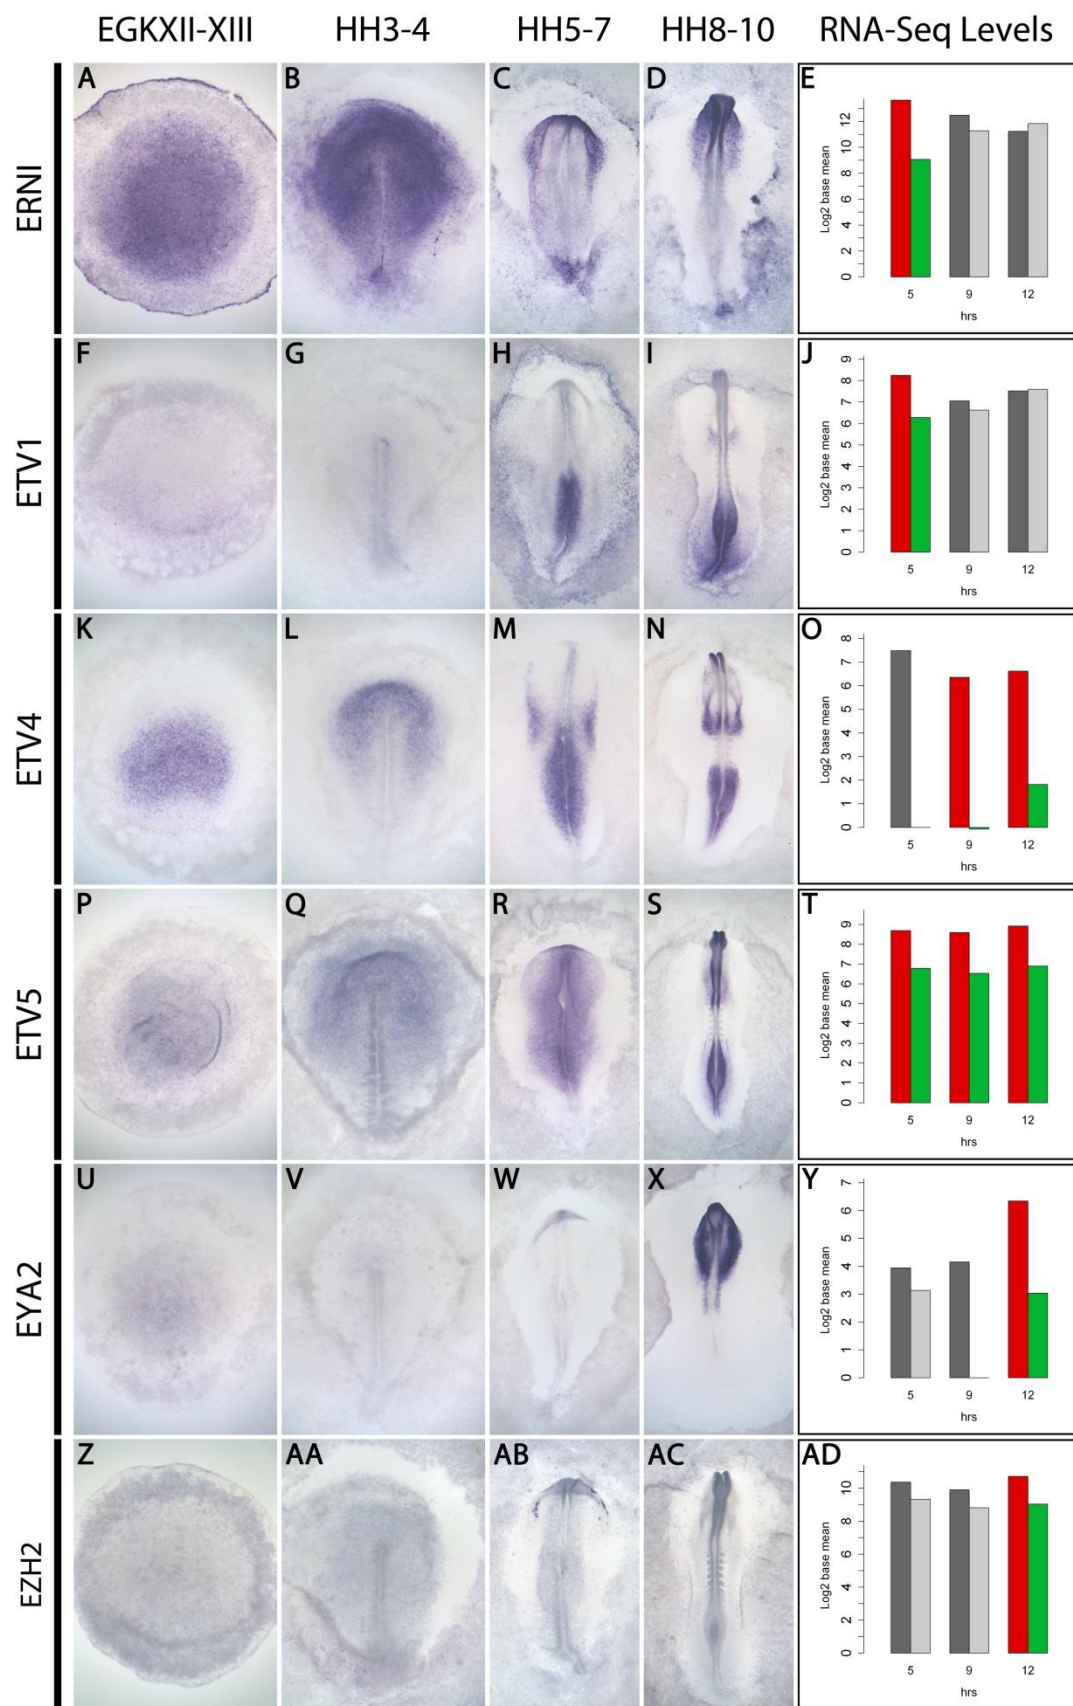 EGKXII-XIII HH3-4 HH5-7 HH8-10 RNA-Seq Levels
ERNI
A B C D E
Log2 base mean
0 2 4 6 8 10 12
5 9 12
hrs
ETV1
F G H I J
Log2 base mean
0 1 2 3 4 5 6 7 8 9
5 9 12
hrs
ETV4
K L M N O
Log2 base mean
0 1 2 3 4 5 6 7 8
5 9 12
hrs
ETV5
P Q R S T
Log2 base mean
0 1 2 3 4 5 6 7 8 9
5 9 12
hrs
EYA2
U V W X Y
Log2 base mean
0 1 2 3 4 5 6 7
5 9 12
hrs
EZH2
Z AA AB AC AD
Log2 base mean
0 2 4 6 8 10
5 9 12
hrs